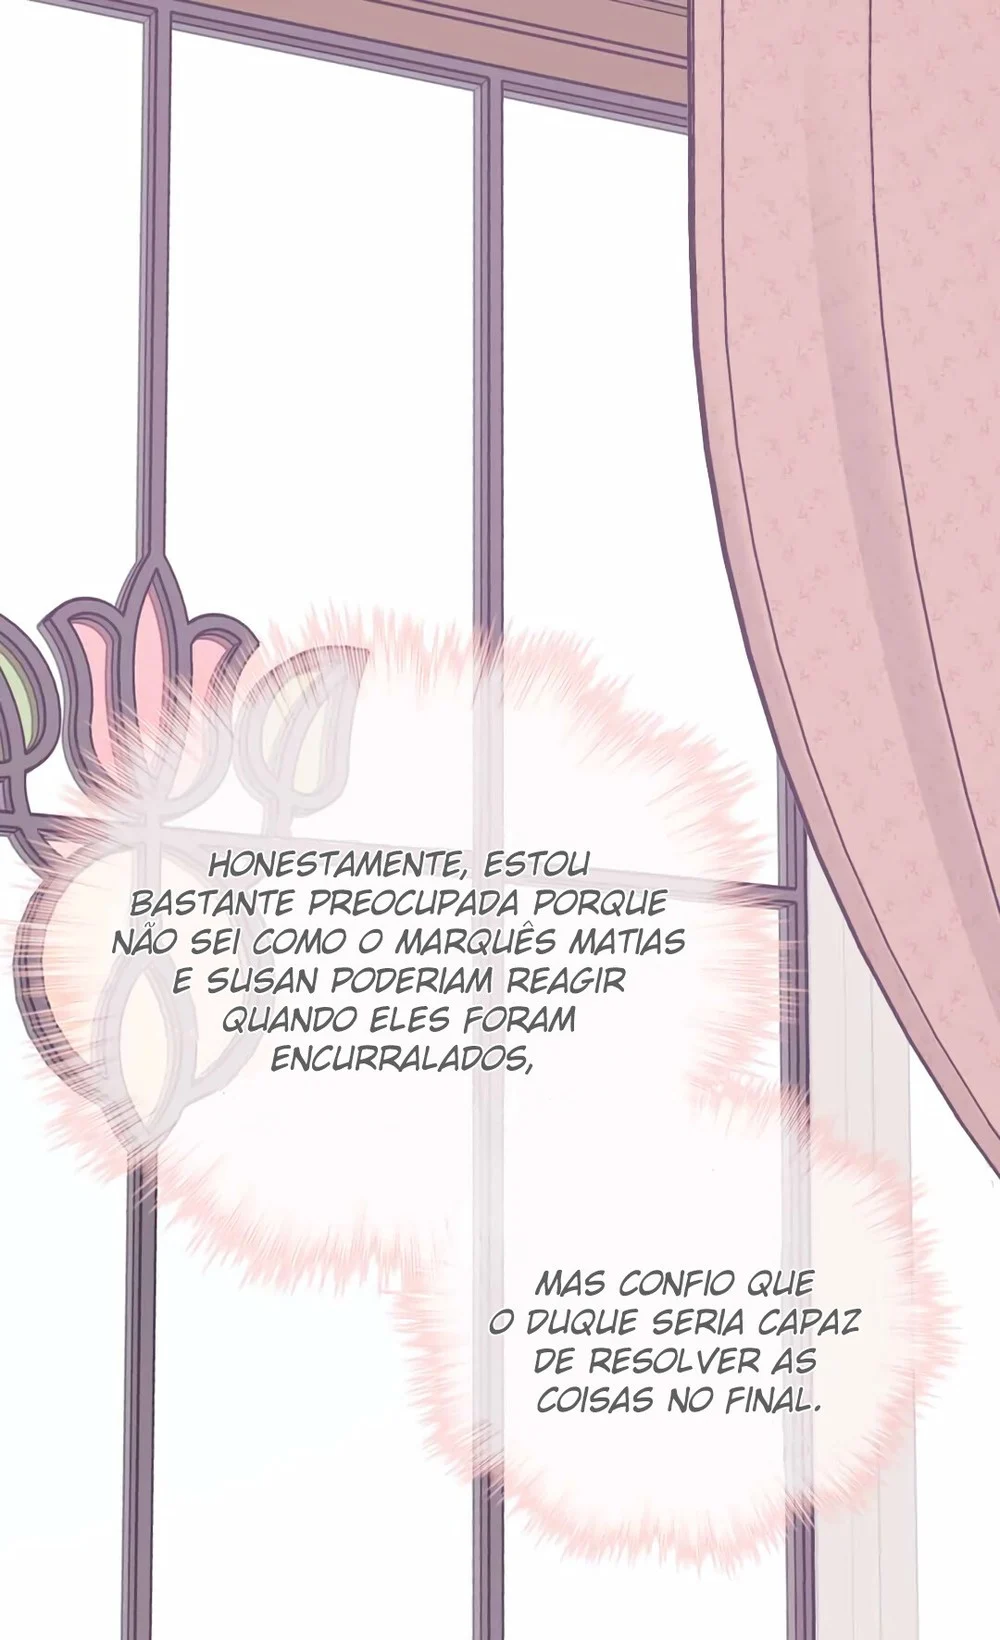 HONESTAMENTE, ESTOU
BASTANTE PREOCUPADA PORQUE
NÃO SEI COMO O MARQUÊS MATIAS
E SUSAN PODERIAM REAGIR
QUANDO ELES FORAM
ENCURRALADOS,
MAS CONFIO QUE
O DUQUE SERIA CAPAZ
DE RESOLVER AS
COISAS NO FINAL.